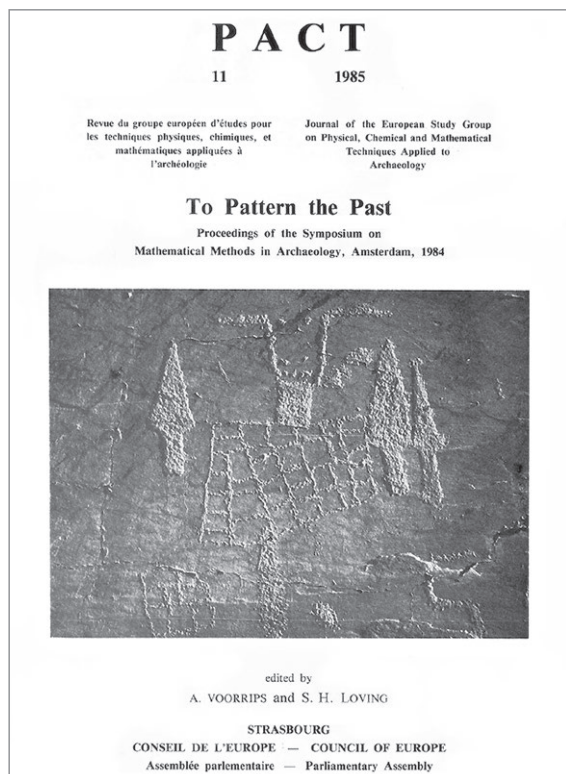 PACT
11 1985
Revue du groupe européen d'études pour
les techniques physiques, chimiques, et
mathématiques appliquées à
l'archéologie
Journal of the European Study Group
on Physical, Chemical and Mathematical
Techniques Applied to
Archaeology
To Pattern the Past
Proceedings of the Symposium on
Mathematical Methods in Archaeology, Amsterdam, 1984
edited by
A. VOORRIPS and S. H. LOVING
STRASBOURG
CONSEIL DE L'EUROPE — COUNCIL OF EUROPE
Assemblée parlementaire — Parliamentary Assembly